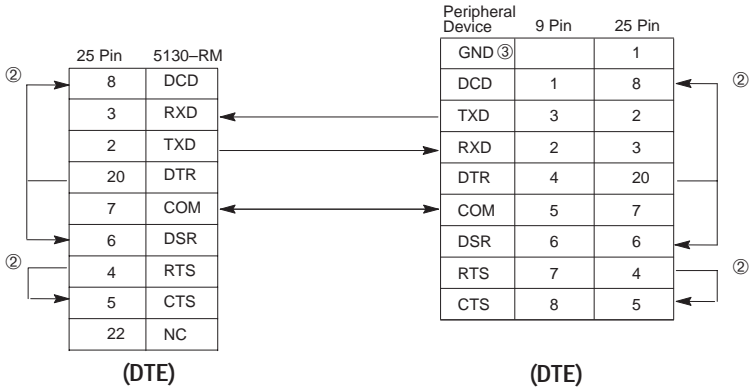 25 Pin 5130–RM
② 8 DCD
3 RXD
2 TXD
20 DTR
7 COM
6 DSR
② 4 RTS
5 CTS
22 NC
(DTE)
Peripheral
Device 9 Pin 25 Pin
GND ③ 1
DCD 1 8 ②
TXD 3 2
RXD 2 3
DTR 4 20
COM 5 7
DSR 6 6
RTS 7 4 ②
CTS 8 5
(DTE)